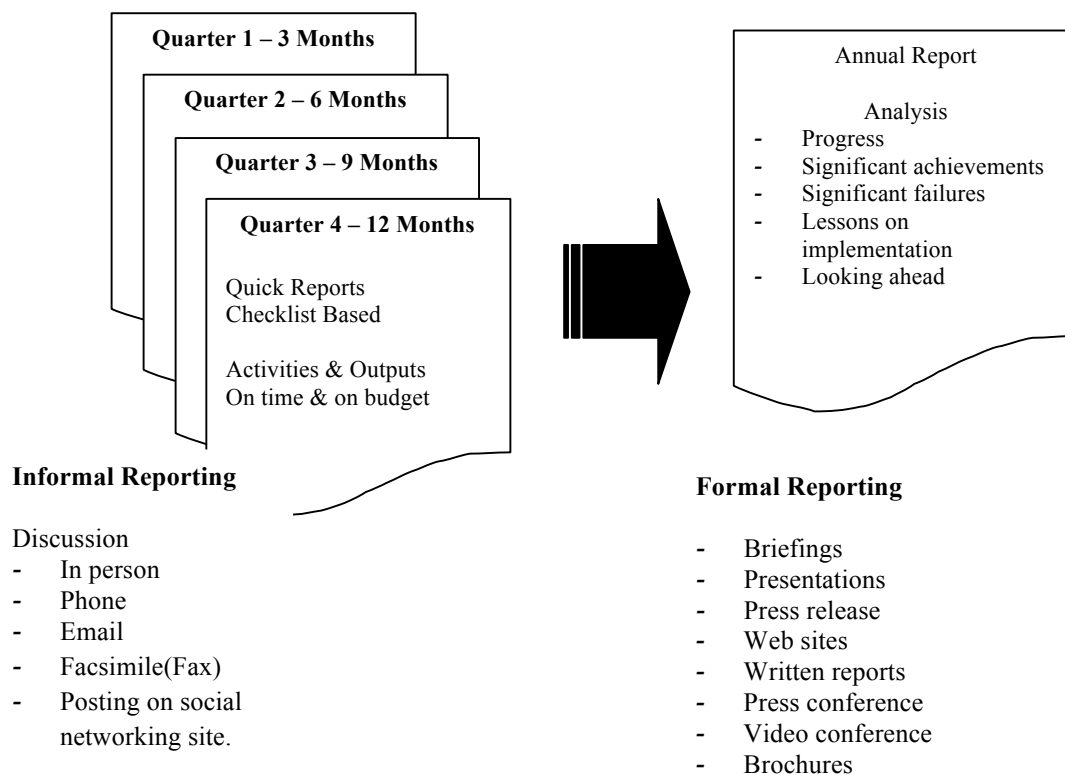 Quarter 1 – 3 Months
Quarter 2 – 6 Months
Quarter 3 – 9 Months
Quarter 4 – 12 Months
Quick Reports
Checklist Based
Activities & Outputs
On time & on budget
Annual Report
Analysis
- Progress
- Significant achievements
- Significant failures
- Lessons on
implementation
- Looking ahead
Informal Reporting
Discussion
- In person
- Phone
- Email
- Facsimile(Fax)
- Posting on social
networking site.
Formal Reporting
- Briefings
- Presentations
- Press release
- Web sites
- Written reports
- Press conference
- Video conference
- Brochures